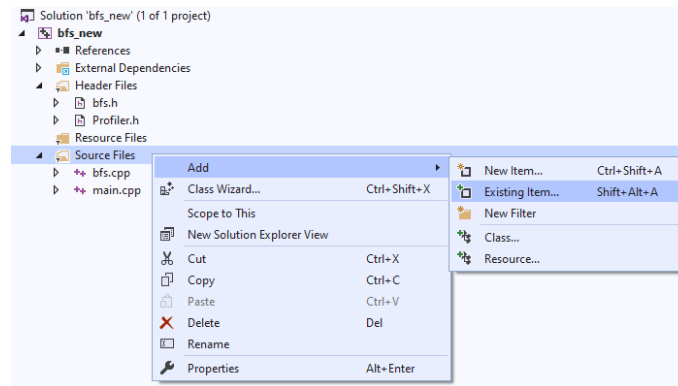 Solution 'bfs_new' (1 of 1 project)
bfs_new
References
External Dependencies
Header Files
bfs.h
Profiler.h
Resource Files
Source Files
bfs.cpp
main.cpp
Add
Class Wizard... Ctrl+Shift+X
Scope to This
New Solution Explorer View
Cut Ctrl+X
Copy Ctrl+C
Paste Ctrl+V
Delete Del
Rename
Properties Alt+Enter
New Item... Ctrl+Shift+A
Existing Item... Shift+Alt+A
New Filter
Class...
Resource...